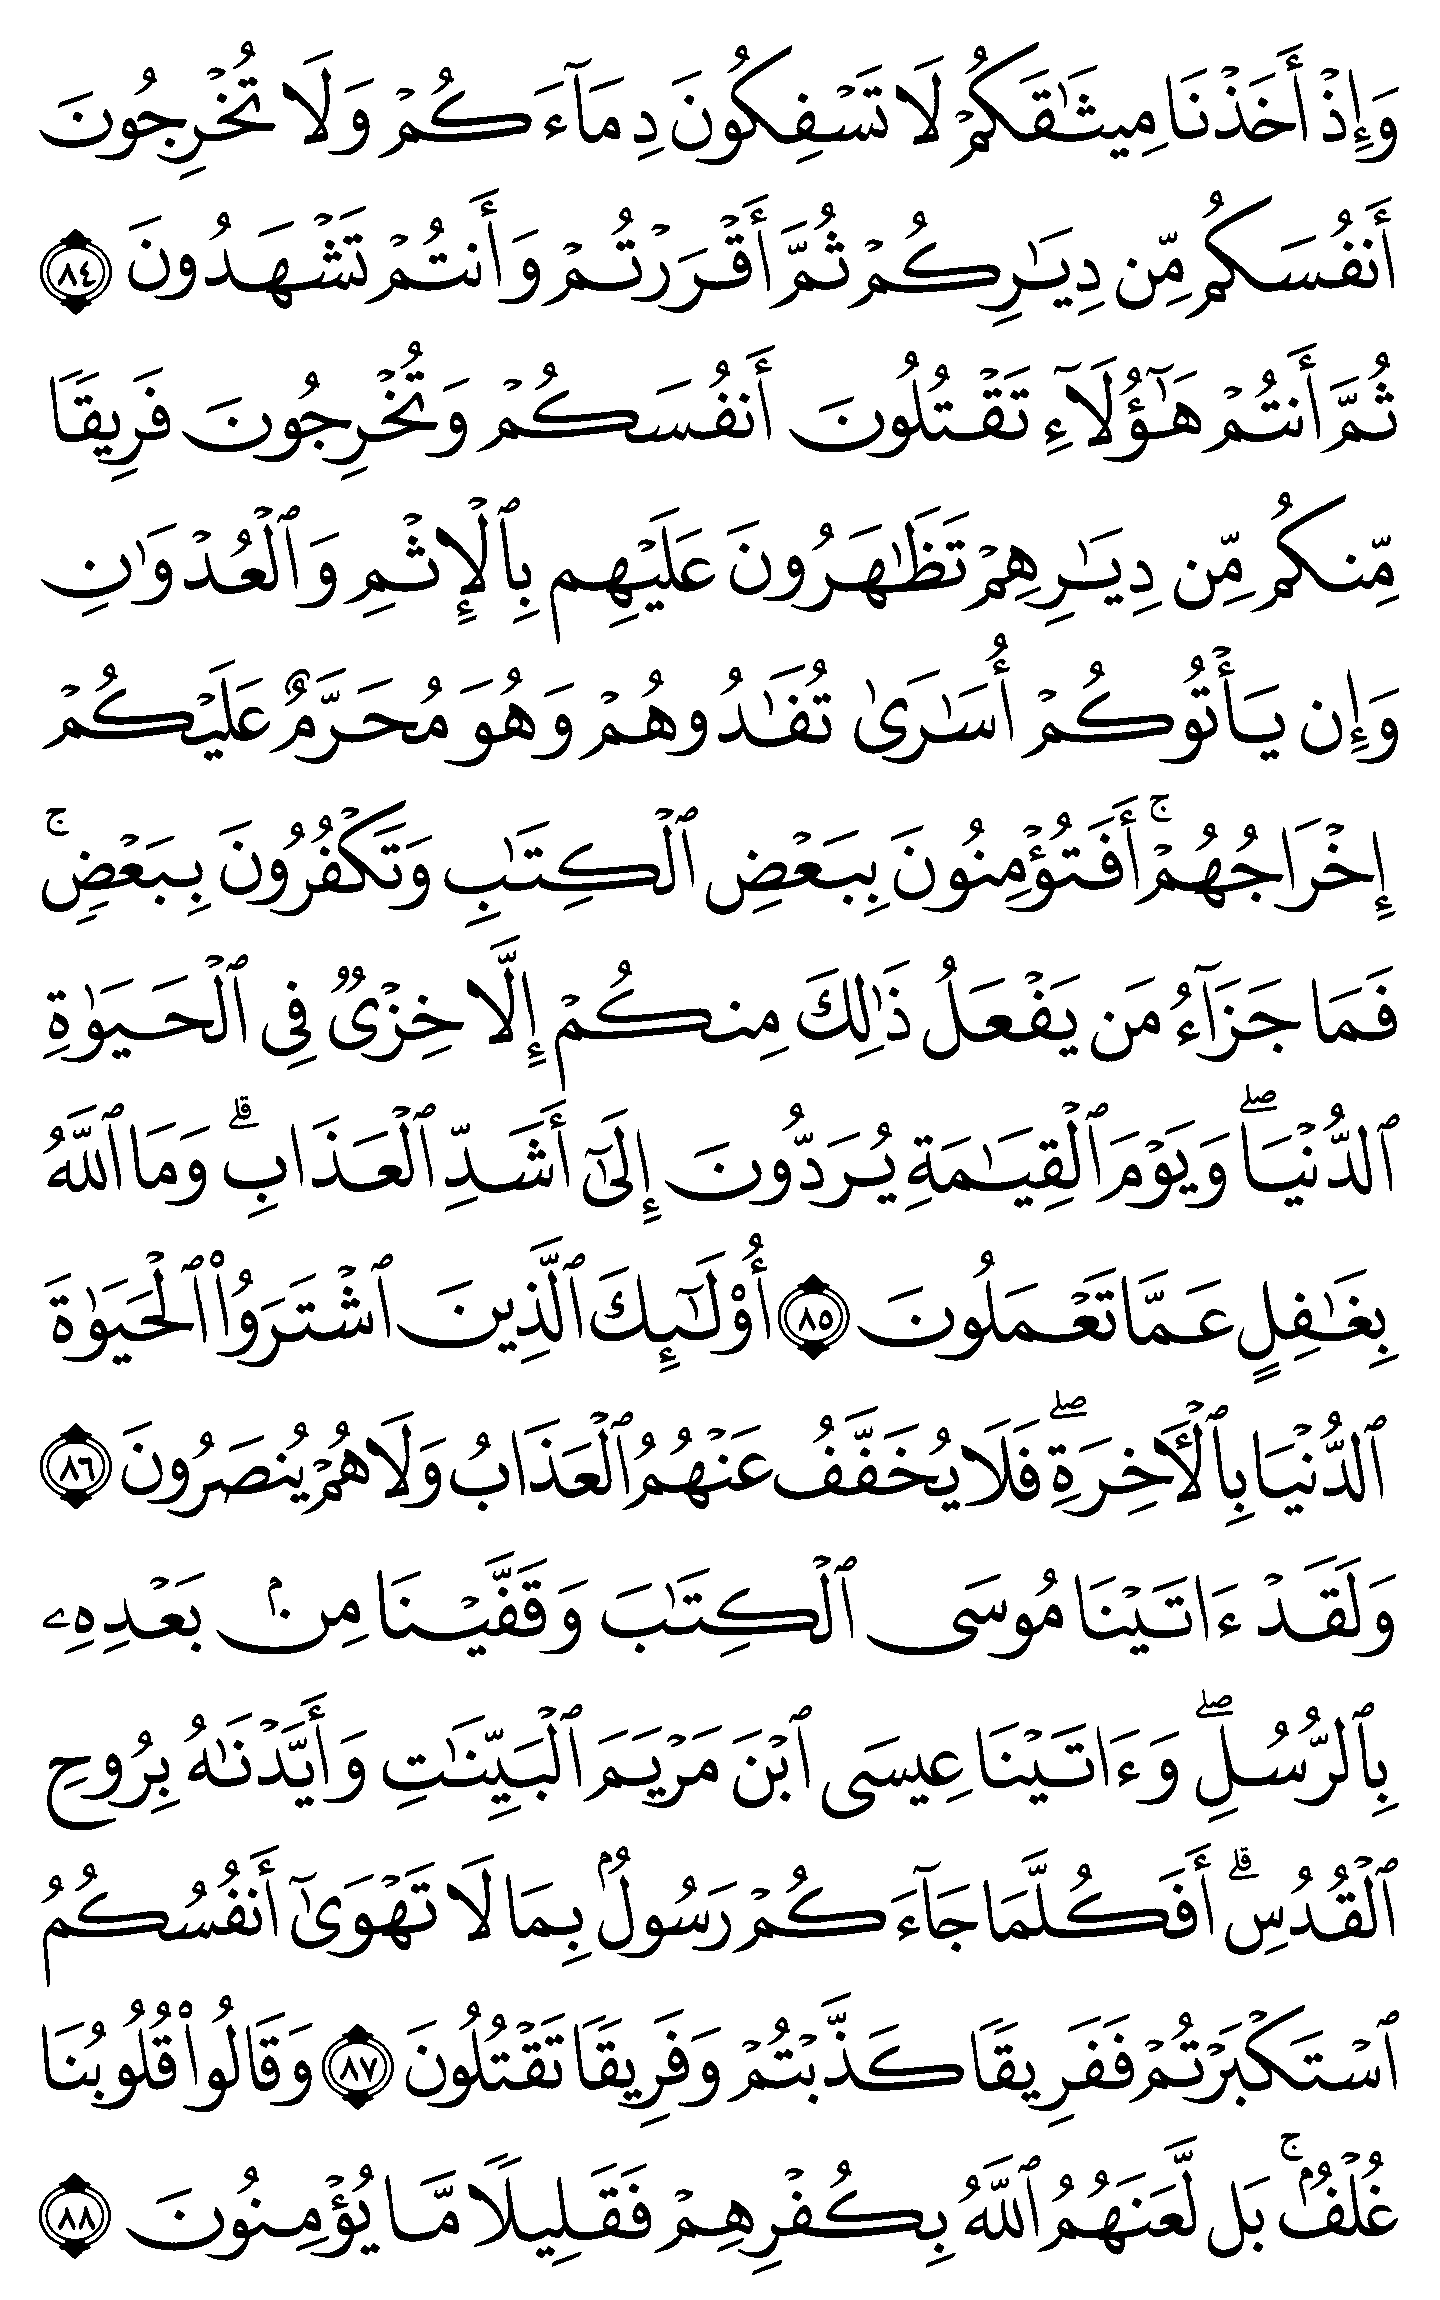 وَإِذْ أَخَذْنَا مِيثَٰقَكُمْ لَا تَسْفِكُونَ دِمَآءَكُمْ وَلَا تُخْرِجُونَ
أَنفُسَكُم مِّن دِيَٰرِكُمْ ثُمَّ أَقْرَرْتُمْ وَأَنتُمْ تَشْهَدُونَ ٨٤
ثُمَّ أَنتُمْ هَٰٓؤُلَآءِ تَقْتُلُونَ أَنفُسَكُمْ وَتُخْرِجُونَ فَرِيقًا
مِّنكُم مِّن دِيَٰرِهِمْ تَظَٰهَرُونَ عَلَيْهِم بِٱلْإِثْمِ وَٱلْعُدْوَٰنِ
وَإِن يَأْتُوكُمْ أُسَٰرَىٰ تُفَٰدُوهُمْ وَهُوَ مُحَرَّمٌ عَلَيْكُمْ
إِخْرَاجُهُمْ ۚ أَفَتُؤْمِنُونَ بِبَعْضِ ٱلْكِتَٰبِ وَتَكْفُرُونَ بِبَعْضٍ ۚ
فَمَا جَزَآءُ مَن يَفْعَلُ ذَٰلِكَ مِنكُمْ إِلَّا خِزْىٌ فِى ٱلْحَيَوٰةِ
ٱلدُّنْيَا ۖ وَيَوْمَ ٱلْقِيَٰمَةِ يُرَدُّونَ إِلَىٰٓ أَشَدِّ ٱلْعَذَابِ ۗ وَمَا ٱللَّهُ
بِغَٰفِلٍ عَمَّا تَعْمَلُونَ ٨٥ أُو۟لَٰٓئِكَ ٱلَّذِينَ ٱشْتَرَوُا۟ ٱلْحَيَوٰةَ
ٱلدُّنْيَا بِٱلْءَاخِرَةِ ۖ فَلَا يُخَفَّفُ عَنْهُمُ ٱلْعَذَابُ وَلَا هُمْ يُنصَرُونَ ٨٦
وَلَقَدْ ءَاتَيْنَا مُوسَى ٱلْكِتَٰبَ وَقَفَّيْنَا مِنۢ بَعْدِهِۦ
بِٱلرُّسُلِ ۖ وَءَاتَيْنَا عِيسَى ٱبْنَ مَرْيَمَ ٱلْبَيِّنَٰتِ وَأَيَّدْنَٰهُ بِرُوحِ
ٱلْقُدُسِ ۗ أَفَكُلَّمَا جَآءَكُمْ رَسُولٌۢ بِمَا لَا تَهْوَىٰٓ أَنفُسُكُمُ
ٱسْتَكْبَرْتُمْ فَفَرِيقًا كَذَّبْتُمْ وَفَرِيقًا تَقْتُلُونَ ٨٧ وَقَالُوا۟ قُلُوبُنَا
غُلْفٌۢ ۚ بَل لَّعَنَهُمُ ٱللَّهُ بِكُفْرِهِمْ فَقَلِيلًا مَّا يُؤْمِنُونَ ٨٨